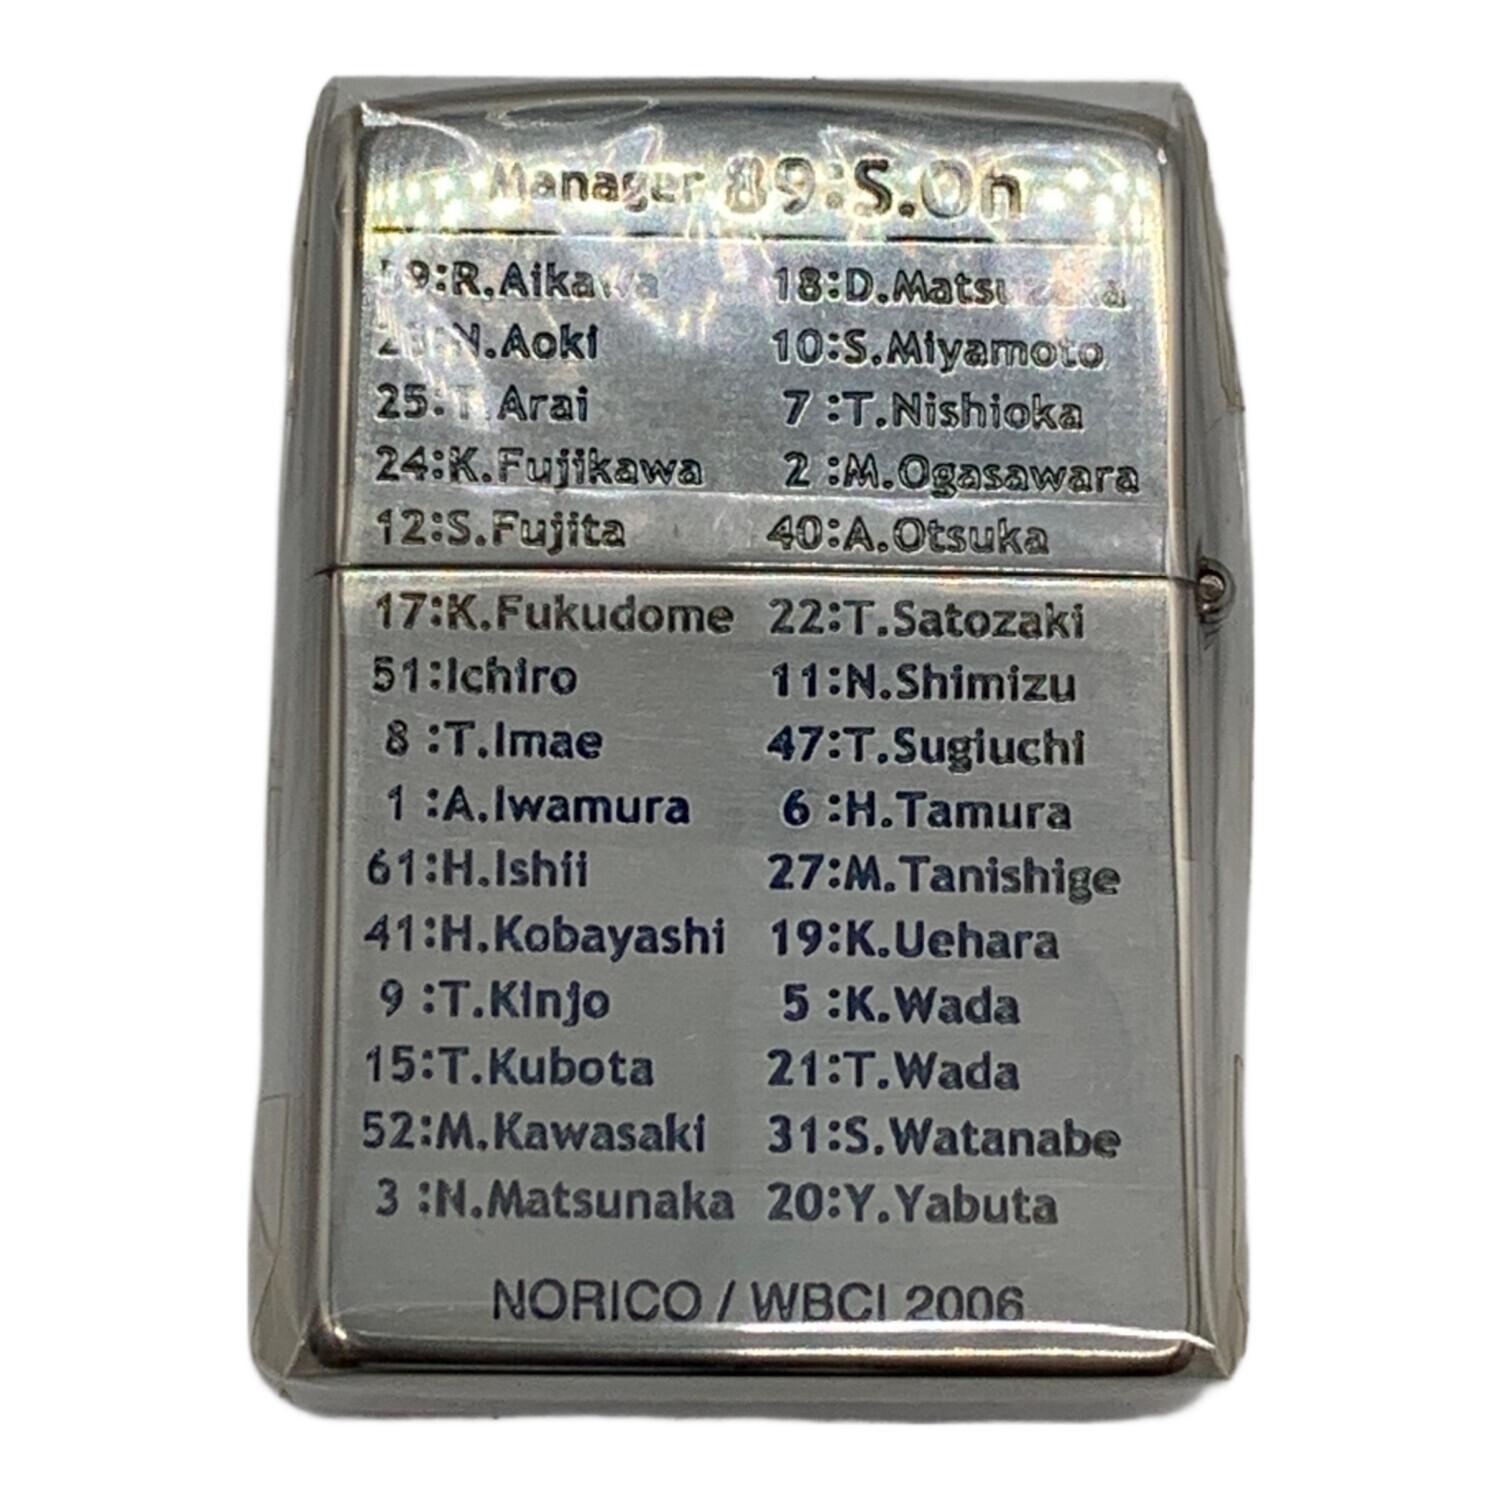 Manager 89:S.Oh
59:R.Aikawa 18:D.Matsuzaka
23:N.Aoki 10:S.Miyamoto
25:T.Arai 7 :T.Nishioka
24:K.Fujikawa 2 :M.Ogasawara
12:S.Fujita 40:A.Otsuka
17:K.Fukudome 22:T.Satozaki
51:Ichiro 11:N.Shimizu
8 :T.Imae 47:T.Sugiuchi
1 :A.Iwamura 6 :H.Tamura
61:H.Ishii 27:M.Tanishige
41:H.Kobayashi 19:K.Uehara
9 :T.Kinjo 5 :K.Wada
15:T.Kubota 21:T.Wada
52:M.Kawasaki 31:S.Watanabe
3 :N.Matsunaka 20:Y.Yabuta
NORICO / WBCI 2006